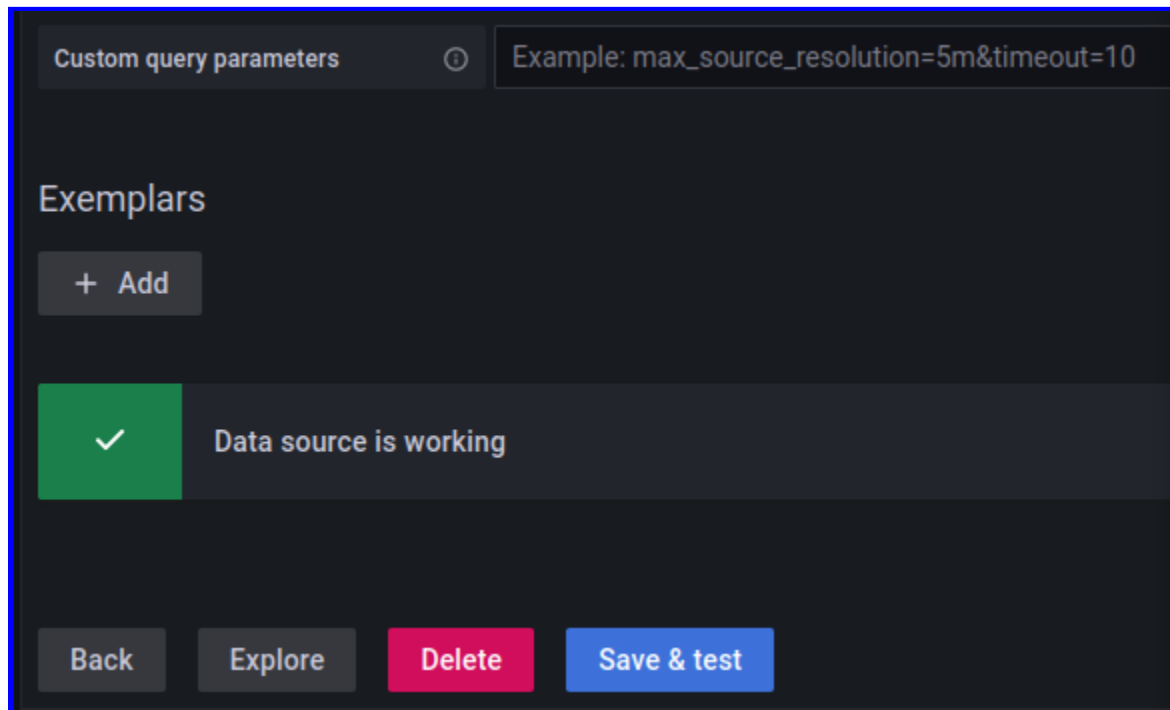 Custom query parameters Example: max_source_resolution=5m&timeout=10
Exemplars
+ Add
Data source is working
Back Explore Delete Save & test